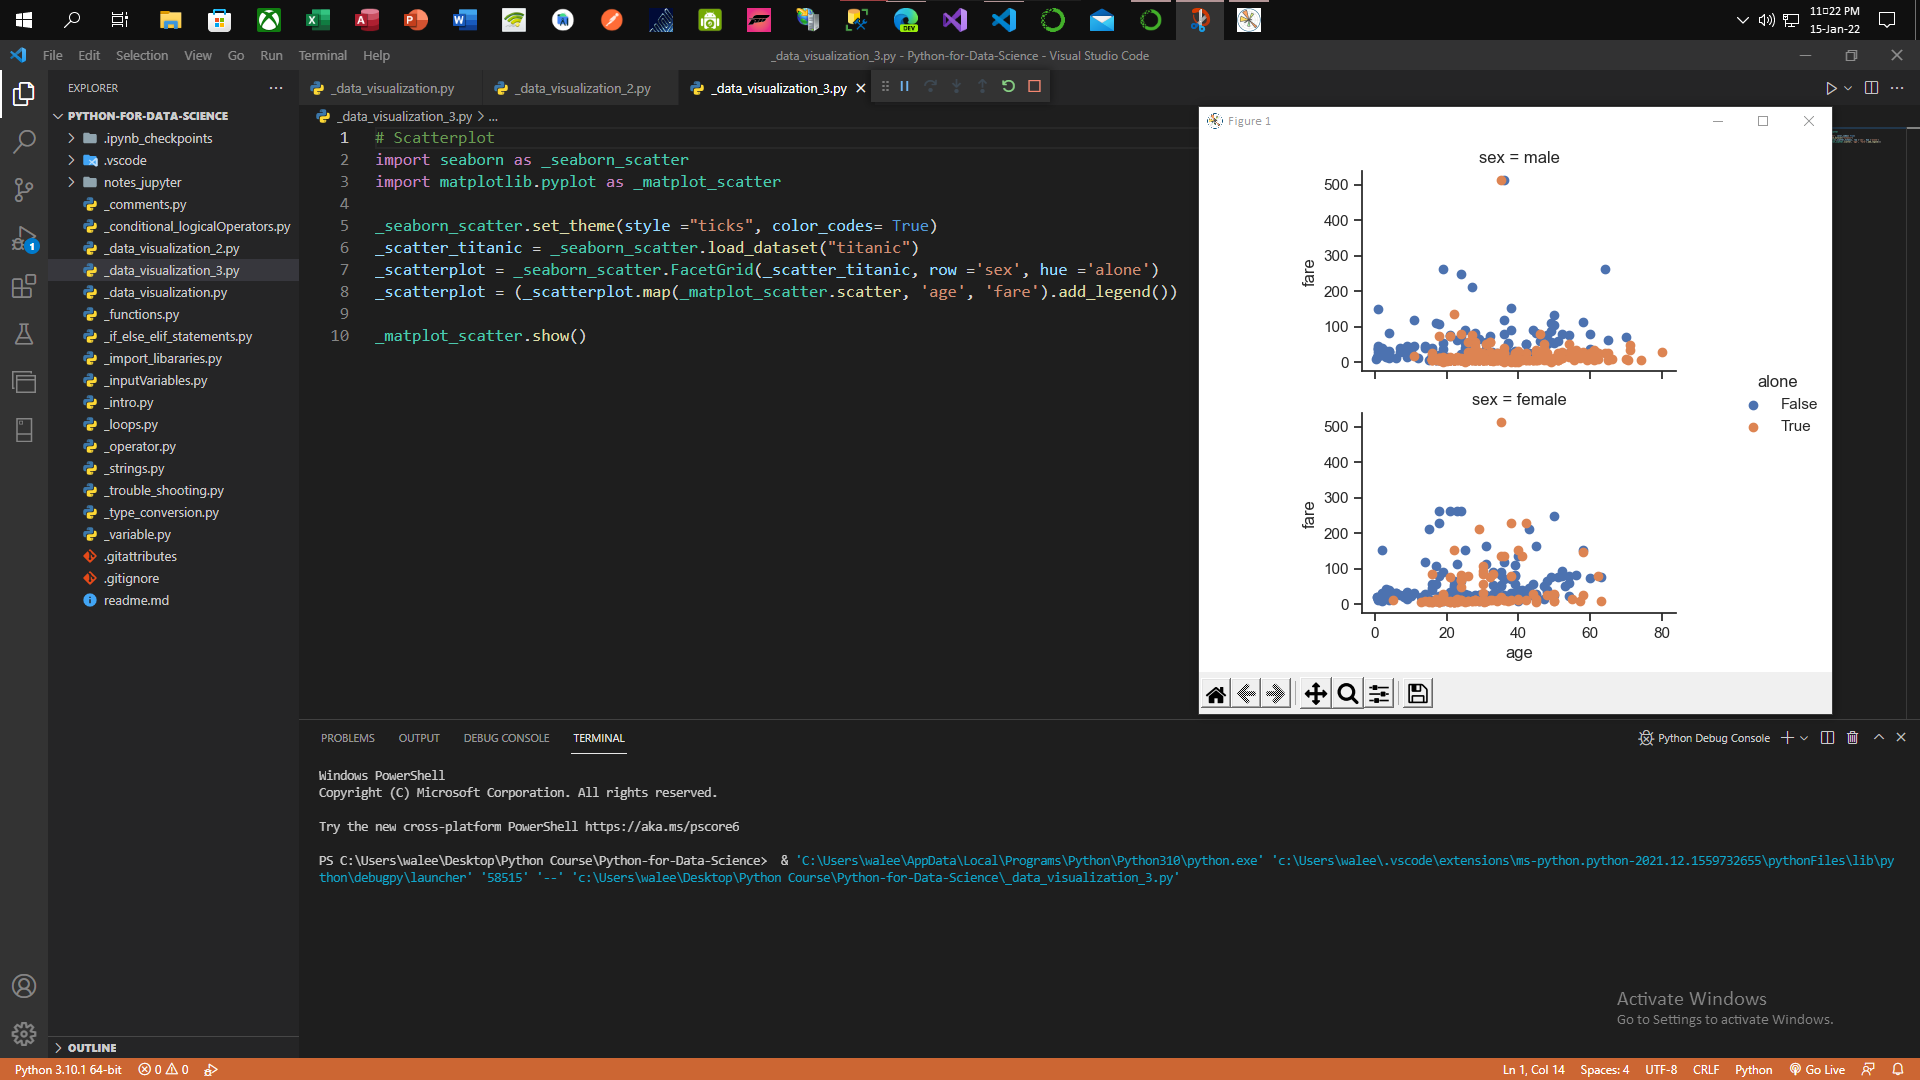 11:22 PM
15-Jan-22
File Edit Selection View Go Run Terminal Help
_data_visualization_3.py - Python-for-Data-Science - Visual Studio Code
EXPLORER
PYTHON-FOR-DATA-SCIENCE
.ipynb_checkpoints
.vscode
notes_jupyter
_comments.py
_conditional_logicalOperators.py
_data_visualization_2.py
_data_visualization_3.py
_data_visualization.py
_functions.py
_if_else_elif_statements.py
_import_libararies.py
_inputVariables.py
_intro.py
_loops.py
_operator.py
_strings.py
_trouble_shooting.py
_type_conversion.py
_variable.py
.gitattributes
.gitignore
readme.md
OUTLINE
1
_data_visualization.py _data_visualization_2.py _data_visualization_3.py
_data_visualization_3.py > ...
1 # Scatterplot
2 import seaborn as _seaborn_scatter
3 import matplotlib.pyplot as _matplot_scatter
4
5 _seaborn_scatter.set_theme(style ="ticks", color_codes= True)
6 _scatter_titanic = _seaborn_scatter.load_dataset("titanic")
7 _scatterplot = _seaborn_scatter.FacetGrid(_scatter_titanic, row ='sex', hue ='alone')
8 _scatterplot = (_scatterplot.map(_matplot_scatter.scatter, 'age', 'fare').add_legend())
9
10 _matplot_scatter.show()
Figure 1
sex = male
500
400
300
200
100
0
fare
sex = female
500
400
300
200
100
0
fare
0 20 40 60 80
age
alone
False
True
PROBLEMS OUTPUT DEBUG CONSOLE TERMINAL
Python Debug Console
Windows PowerShell
Copyright (C) Microsoft Corporation. All rights reserved.
Try the new cross-platform PowerShell https://aka.ms/pscore6
PS C:\Users\walee\Desktop\Python Course\Python-for-Data-Science>  & 'C:\Users\walee\AppData\Local\Programs\Python\Python310\python.exe' 'c:\Users\walee\.vscode\extensions\ms-python.python-2021.12.1559732655\pythonFiles\lib\py
thon\debugpy\launcher' '58515' '--' 'c:\Users\walee\Desktop\Python Course\Python-for-Data-Science\_data_visualization_3.py'
Activate Windows
Go to Settings to activate Windows.
Python 3.10.1 64-bit 0 0
Ln 1, Col 14 Spaces: 4 UTF-8 CRLF Python Go Live